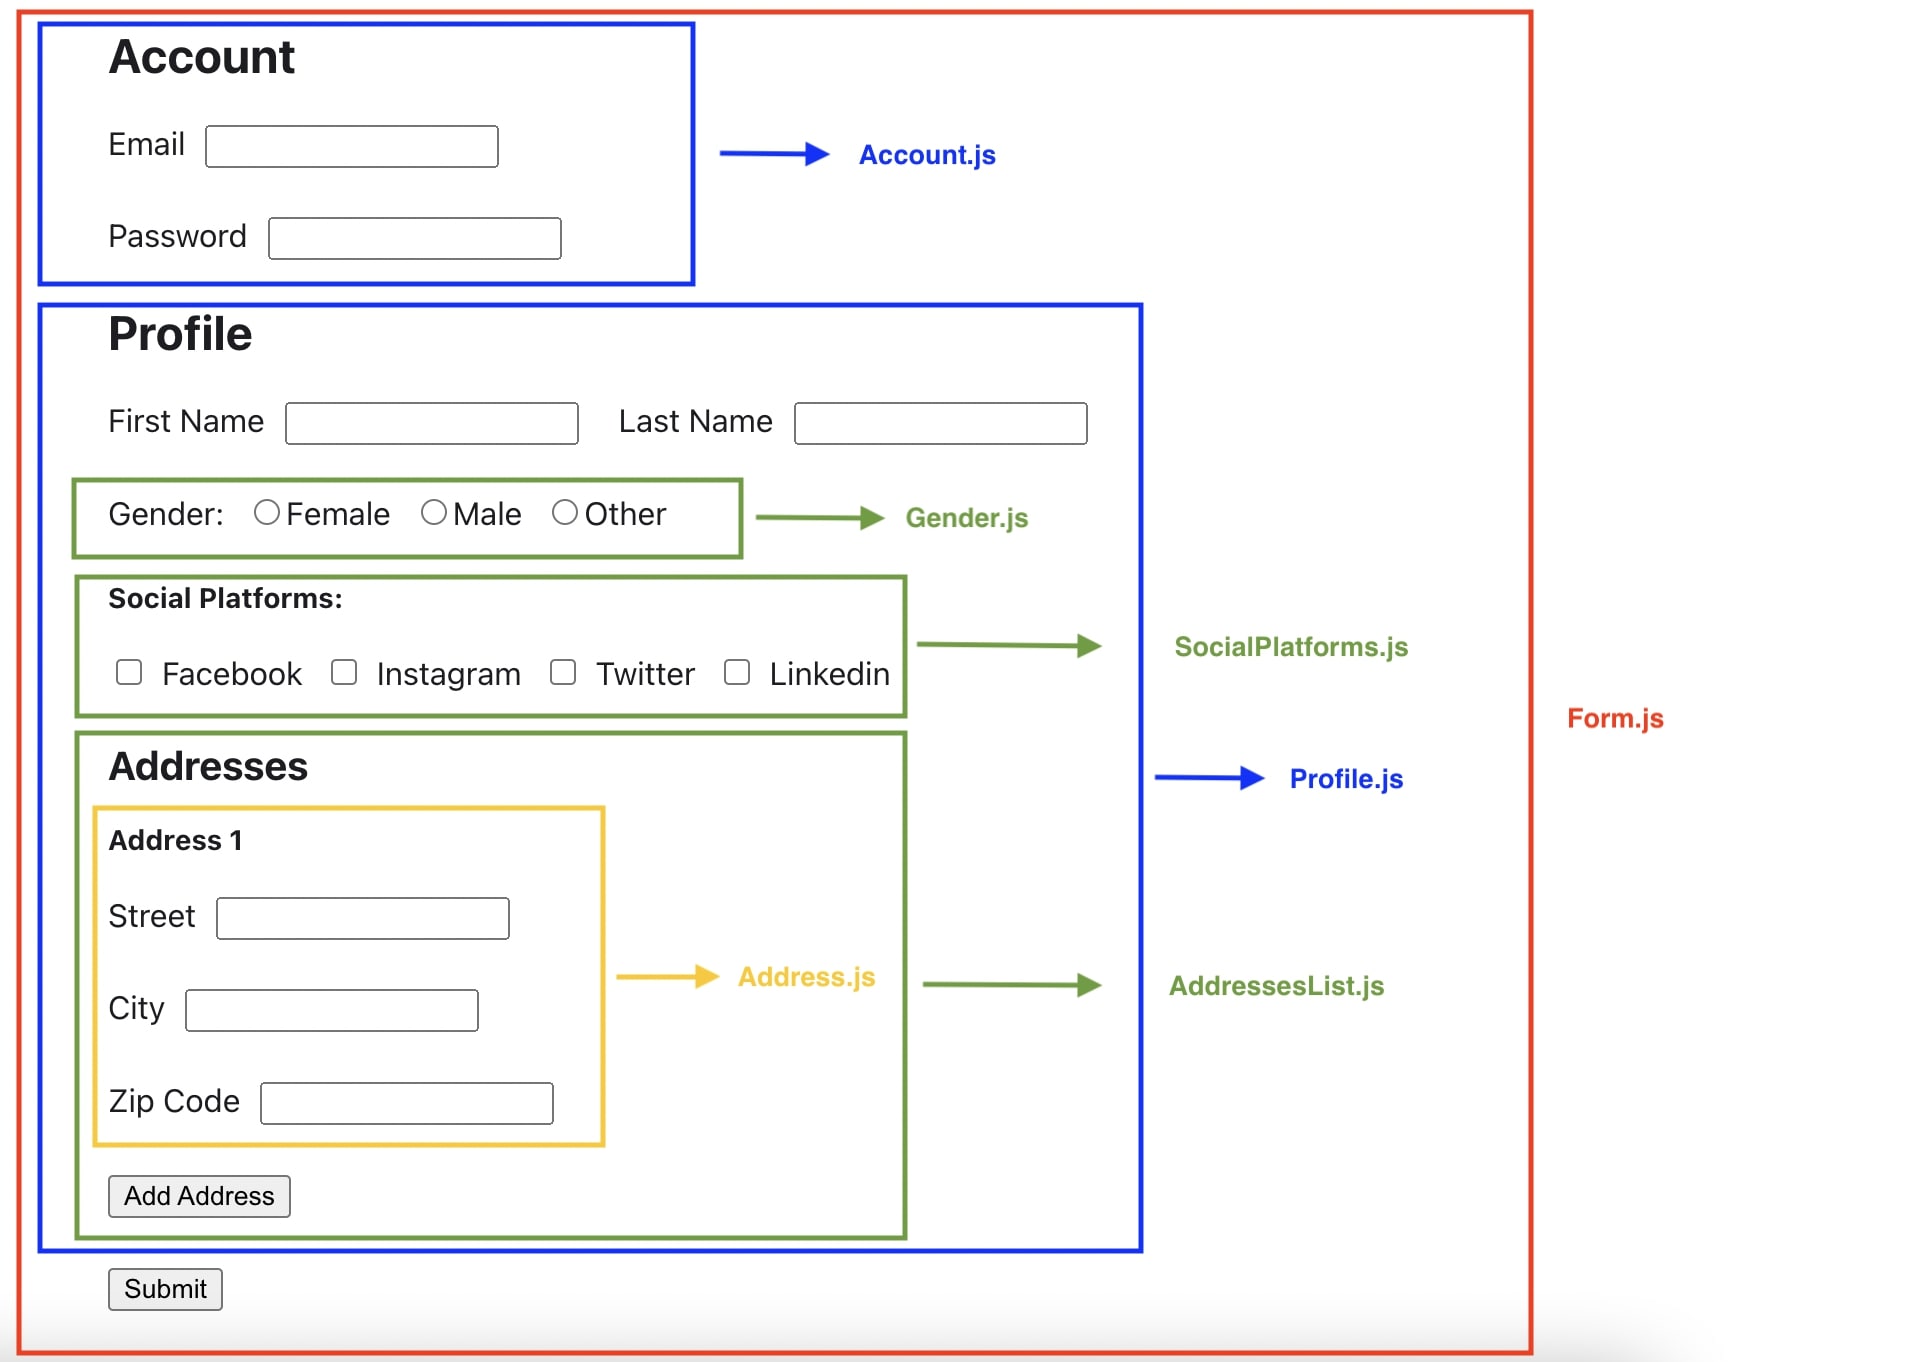 Account
Email
Account.js
Password
Profile
First Name Last Name
Gender: Female Male Other
Gender.js
Social Platforms:
SocialPlatforms.js
Facebook Instagram Twitter Linkedin
Form.js
Addresses
Profile.js
Address 1
Street
Address.js
AddressesList.js
City
Zip Code
Add Address
Submit